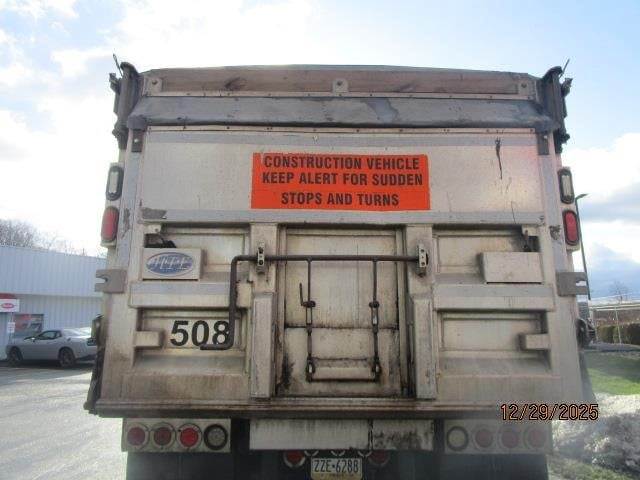 CONSTRUCTION VEHICLE
KEEP ALERT FOR SUDDEN
STOPS AND TURNS
508
12/29/2025
ZZE-6288